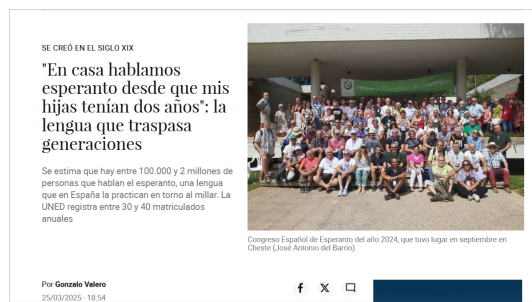 SE CREÓ EN EL SIGLO XIX
"En casa hablamos
esperanto desde que mis
hijas tenían dos años": la
lengua que traspasa
generaciones
Se estima que hay entre 100.000 y 2 millones de
personas que hablan el esperanto, una lengua
que en España la practican en torno al millar. La
UNED registra entre 30 y 40 matriculados
anuales
Congreso Español de Esperanto del año 2024, que tuvo lugar en septiembre en
Cheste (José Antonio del Barrio).
Por Gonzalo Valero
25/03/2025 - 18:54